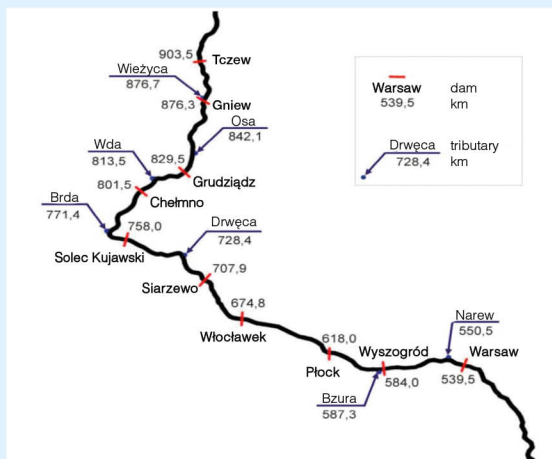 903,5
Tczew
Wieżyca
876,7
876,3
Gniew
Osa
842,1
Wda
813,5
829,5
Grudziądz
801,5
Chełmno
Brda
771,4
758,0
Solec Kujawski
Drwęca
728,4
707,9
Siarzewo
674,8
Włocławek
618,0
Płock
Wyszogród
584,0
Bzura
587,3
Narew
550,5
Warsaw
539,5
Warsaw
539,5
dam
km
Drwęca
728,4
tributary
km